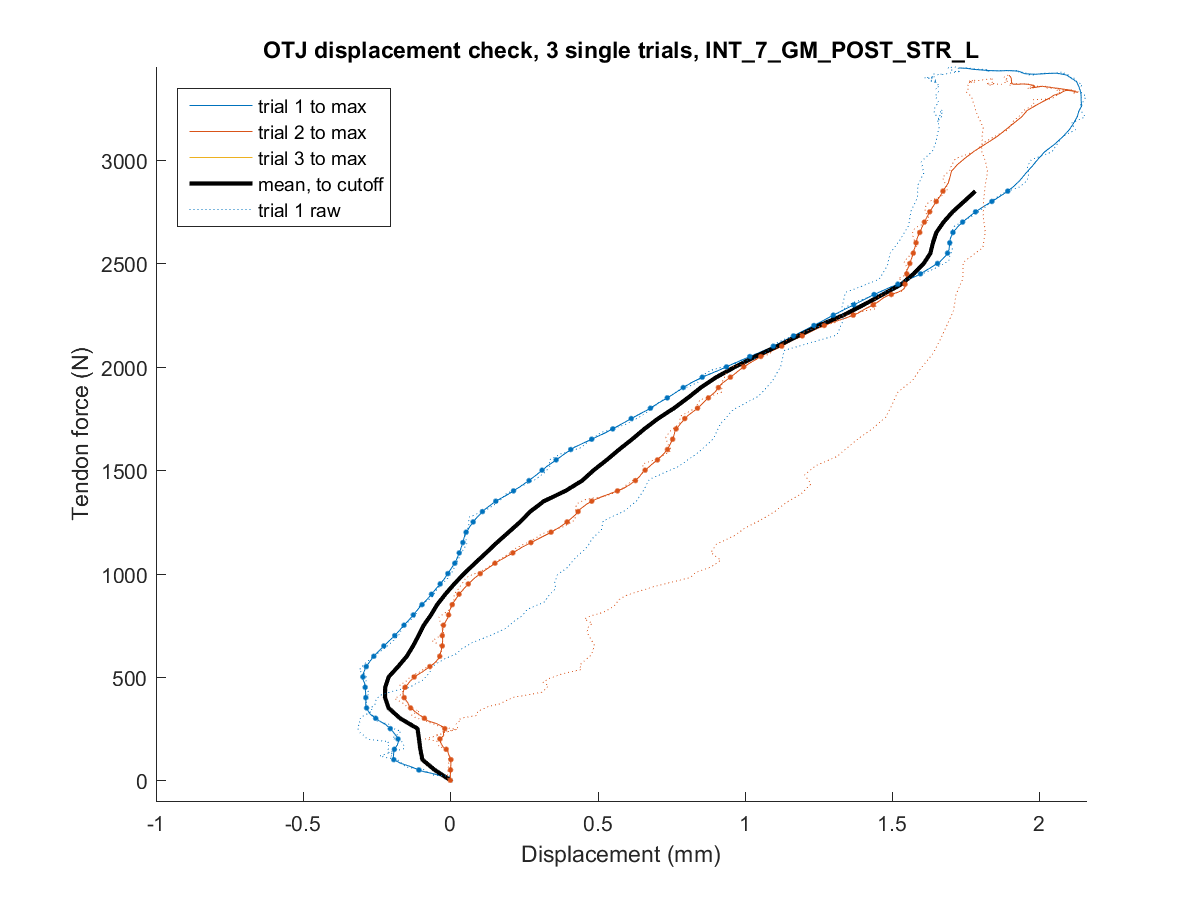 OTJ displacement check, 3 single trials, INT_7_GM_POST_STR_L
trial 1 to max
trial 2 to max
trial 3 to max
mean, to cutoff
trial 1 raw
3000
2500
2000
1500
1000
500
0
Tendon force (N)
-1 -0.5 0 0.5 1 1.5 2
Displacement (mm)